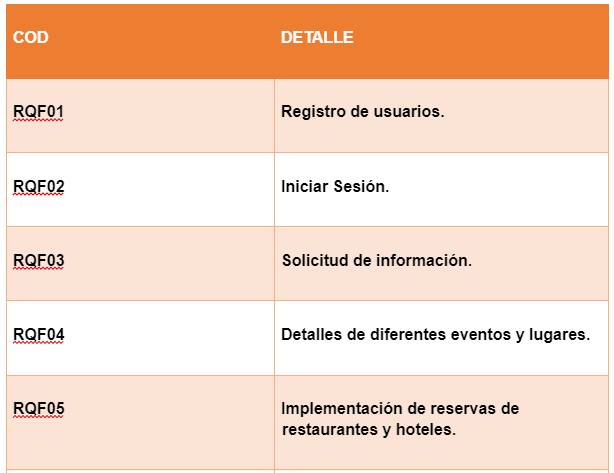 COD DETALLE
RQF01 Registro de usuarios.
RQF02 Iniciar Sesión.
RQF03 Solicitud de información.
RQF04 Detalles de diferentes eventos y lugares.
RQF05 Implementación de reservas de
restaurantes y hoteles.